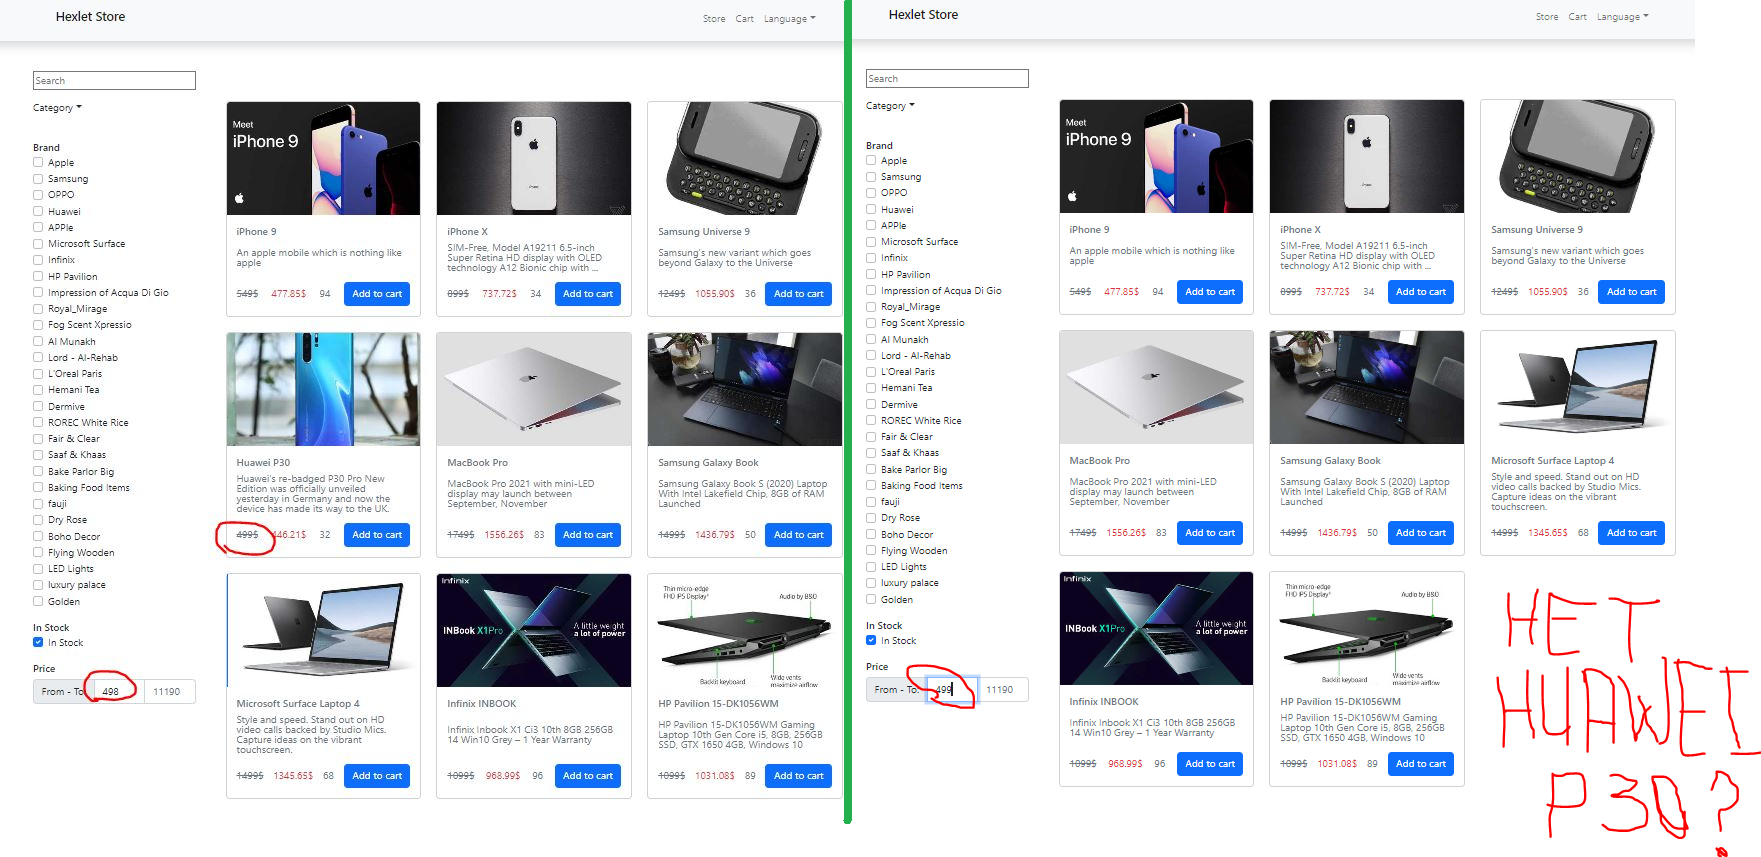 Hexlet Store
Store Cart Language
Search
Category
Brand
Apple
Samsung
OPPO
Huawei
APPle
Microsoft Surface
Infinix
HP Pavilion
Impression of Acqua Di Gio
Royal_Mirage
Fog Scent Xpressio
Al Munakh
Lord - Al-Rehab
L'Oreal Paris
Hemani Tea
Dermive
ROREC White Rice
Fair & Clear
Saaf & Khaas
Bake Parlor Big
Baking Food Items
fauji
Dry Rose
Boho Decor
Flying Wooden
LED Lights
luxury palace
Golden
In Stock
In Stock
Price
From - To: 498 11190
Meet
iPhone 9
iPhone 9
An apple mobile which is nothing like
apple
549$ 477.85$ 94 Add to cart
iPhone X
SIM-Free, Model A19211 6.5-inch
Super Retina HD display with OLED
technology A12 Bionic chip with ...
899$ 737.72$ 34 Add to cart
Samsung Universe 9
Samsung's new variant which goes
beyond Galaxy to the Universe
1249$ 1055.90$ 36 Add to cart
Huawei P30
Huawei's re-badged P30 Pro New
Edition was officially unveiled
yesterday in Germany and now the
device has made its way to the UK.
499$ 446.21$ 32 Add to cart
MacBook Pro
MacBook Pro 2021 with mini-LED
display may launch between
September, November
1749$ 1556.26$ 83 Add to cart
Samsung Galaxy Book
Samsung Galaxy Book S (2020) Laptop
With Intel Lakefield Chip, 8GB of RAM
Launched
1499$ 1436.79$ 50 Add to cart
Microsoft Surface Laptop 4
Style and speed. Stand out on HD
video calls backed by Studio Mics.
Capture ideas on the vibrant
touchscreen.
1499$ 1345.65$ 68 Add to cart
Infinix
INBook X1Pro
A little weight
a lot of power
Infinix INBOOK
Infinix Inbook X1 Ci3 10th 8GB 256GB
14 Win10 Grey – 1 Year Warranty
1099$ 968.99$ 96 Add to cart
Thin micro-edge
FHD IPS Display
Audio by B&O
Backlit keyboard
Wide vents
maximize airflow
HP Pavilion 15-DK1056WM
HP Pavilion 15-DK1056WM Gaming
Laptop 10th Gen Core i5, 8GB, 256GB
SSD, GTX 1650 4GB, Windows 10
1099$ 1031.08$ 89 Add to cart
Hexlet Store
Store Cart Language
Search
Category
Brand
Apple
Samsung
OPPO
Huawei
APPle
Microsoft Surface
Infinix
HP Pavilion
Impression of Acqua Di Gio
Royal_Mirage
Fog Scent Xpressio
Al Munakh
Lord - Al-Rehab
L'Oreal Paris
Hemani Tea
Dermive
ROREC White Rice
Fair & Clear
Saaf & Khaas
Bake Parlor Big
Baking Food Items
fauji
Dry Rose
Boho Decor
Flying Wooden
LED Lights
luxury palace
Golden
In Stock
In Stock
Price
From - To: 499 11190
Meet
iPhone 9
iPhone 9
An apple mobile which is nothing like
apple
549$ 477.85$ 94 Add to cart
iPhone X
SIM-Free, Model A19211 6.5-inch
Super Retina HD display with OLED
technology A12 Bionic chip with ...
899$ 737.72$ 34 Add to cart
Samsung Universe 9
Samsung's new variant which goes
beyond Galaxy to the Universe
1249$ 1055.90$ 36 Add to cart
MacBook Pro
MacBook Pro 2021 with mini-LED
display may launch between
September, November
1749$ 1556.26$ 83 Add to cart
Samsung Galaxy Book
Samsung Galaxy Book S (2020) Laptop
With Intel Lakefield Chip, 8GB of RAM
Launched
1499$ 1436.79$ 50 Add to cart
Microsoft Surface Laptop 4
Style and speed. Stand out on HD
video calls backed by Studio Mics.
Capture ideas on the vibrant
touchscreen.
1499$ 1345.65$ 68 Add to cart
Infinix
INBook X1Pro
A little weight
a lot of power
Infinix INBOOK
Infinix Inbook X1 Ci3 10th 8GB 256GB
14 Win10 Grey – 1 Year Warranty
1099$ 968.99$ 96 Add to cart
Thin micro-edge
FHD IPS Display
Audio by B&O
Backlit keyboard
Wide vents
maximize airflow
HP Pavilion 15-DK1056WM
HP Pavilion 15-DK1056WM Gaming
Laptop 10th Gen Core i5, 8GB, 256GB
SSD, GTX 1650 4GB, Windows 10
1099$ 1031.08$ 89 Add to cart
НЕТ
HUAWEI
P30?